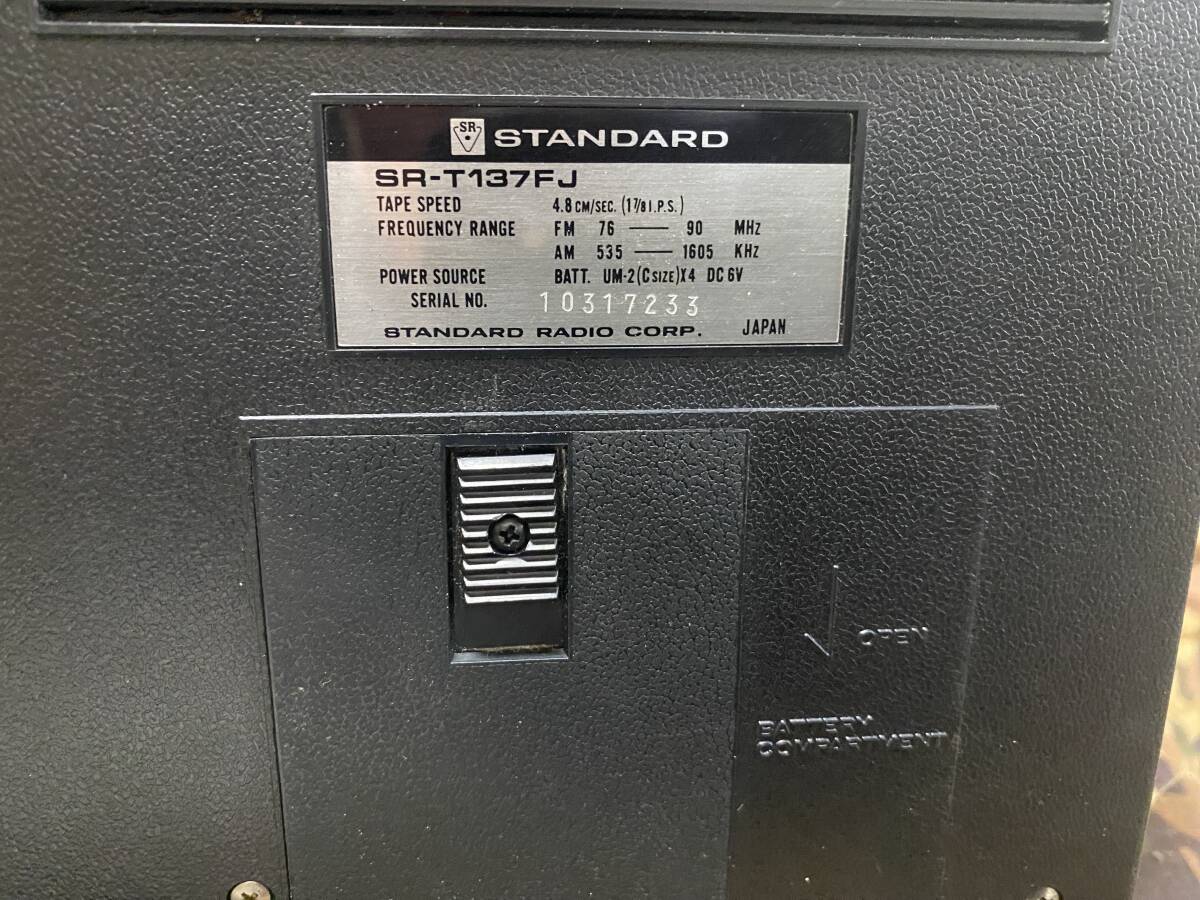 SR STANDARD
SR-T137FJ
TAPE SPEED 4.8 CM/SEC. (1 7/8 I.P.S.)
FREQUENCY RANGE FM 76 — 90 MHz
AM 535 — 1605 KHz
POWER SOURCE BATT. UM-2 (C SIZE) X 4 DC 6V
SERIAL NO. 10317233
STANDARD RADIO CORP. JAPAN
OPEN
BATTERY
COMPARTMENT